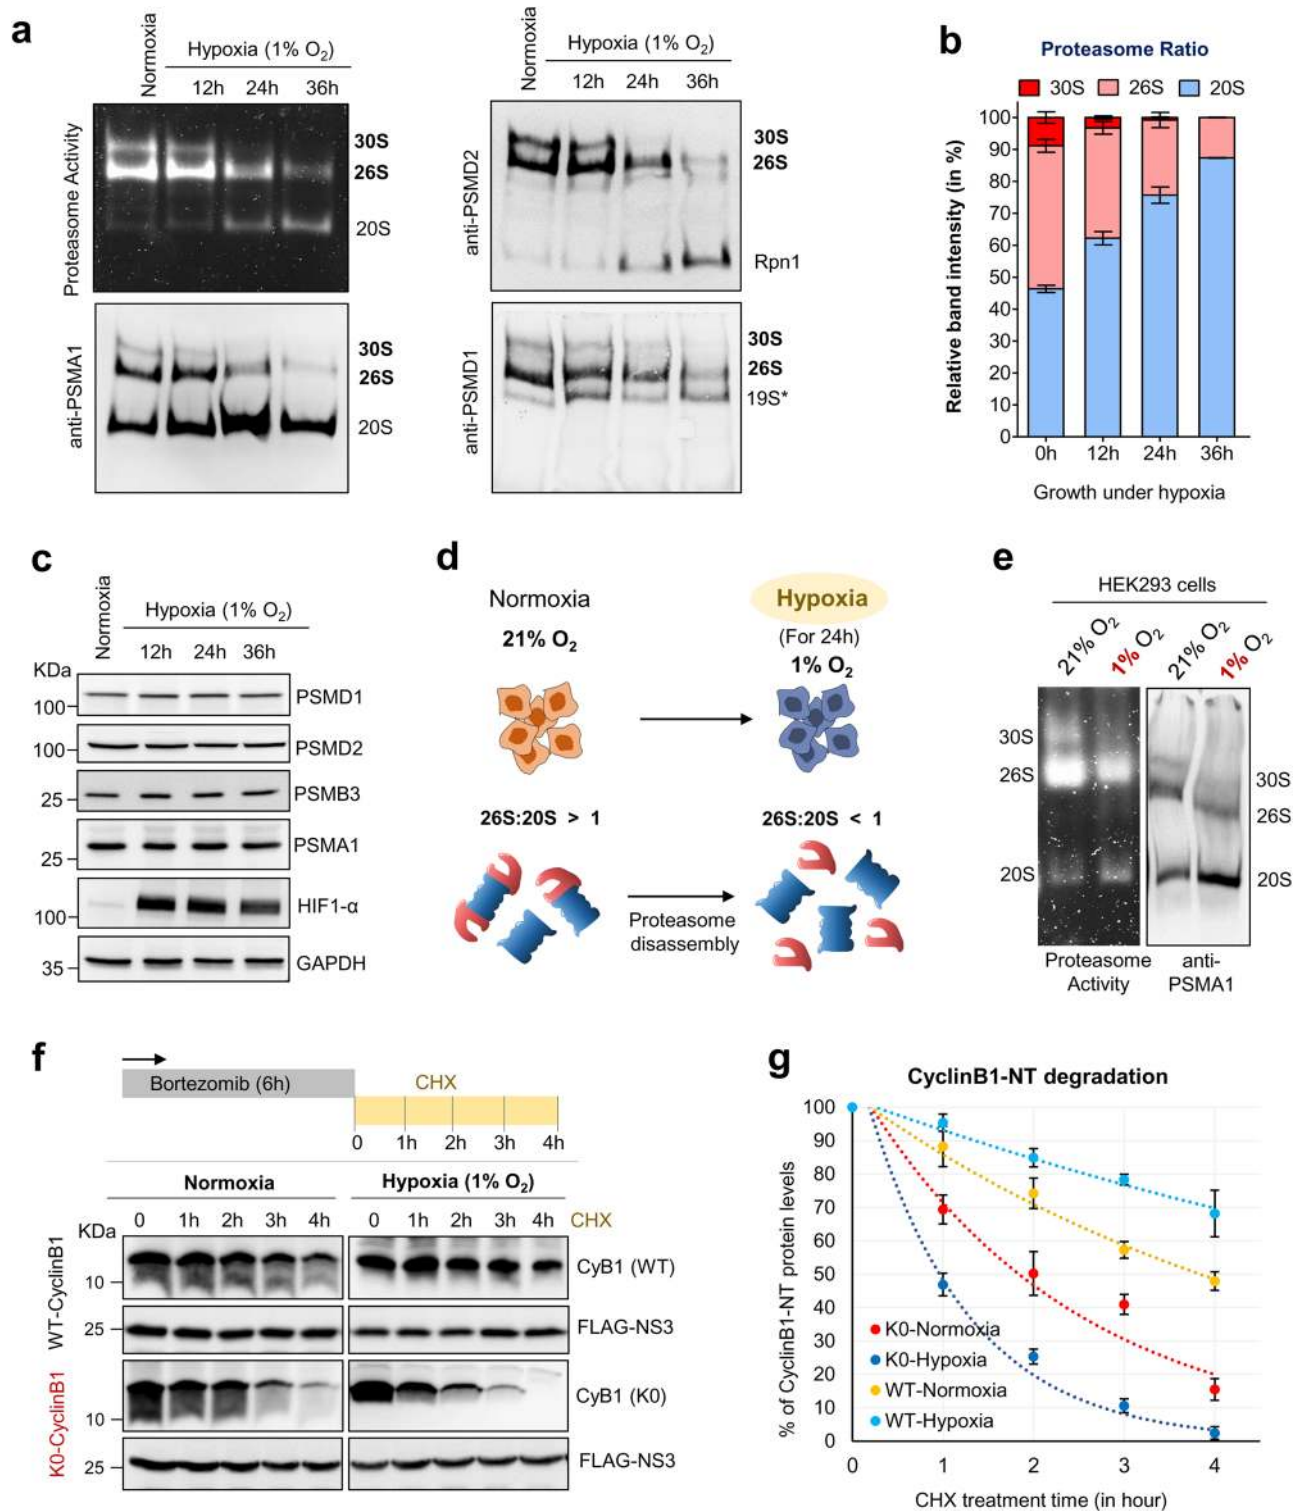 a
Normoxia
Hypoxia (1% O₂)
12h 24h 36h
Proteasome Activity
30S
26S
20S
anti-PSMA1
30S
26S
20S
Normoxia
Hypoxia (1% O₂)
12h 24h 36h
anti-PSMD2
30S
26S
Rpn1
anti-PSMD1
30S
26S
19S*
b
Proteasome Ratio
30S 26S 20S
Relative band intensity (in %)
100
90
80
70
60
50
40
30
20
10
0
0h 12h 24h 36h
Growth under hypoxia
c
Normoxia
Hypoxia (1% O₂)
12h 24h 36h
KDa
100 PSMD1
100 PSMD2
25 PSMB3
25 PSMA1
100 HIF1-α
35 GAPDH
d
Normoxia
21% O₂
Hypoxia
(For 24h)
1% O₂
26S:20S > 1
26S:20S < 1
Proteasome
disassembly
e
HEK293 cells
21% O₂ 1% O₂ 21% O₂ 1% O₂
30S
26S
20S
30S
26S
20S
Proteasome
Activity
anti-
PSMA1
f
Bortezomib (6h)
CHX
0 1h 2h 3h 4h
Normoxia Hypoxia (1% O₂)
0 1h 2h 3h 4h 0 1h 2h 3h 4h CHX
KDa
WT-CyclinB1
10 CyB1 (WT)
25 FLAG-NS3
K0-CyclinB1
10 CyB1 (K0)
25 FLAG-NS3
g
CyclinB1-NT degradation
% of CyclinB1-NT protein levels
100
90
80
70
60
50
40
30
20
10
0
K0-Normoxia
K0-Hypoxia
WT-Normoxia
WT-Hypoxia
0 1 2 3 4
CHX treatment time (in hour)